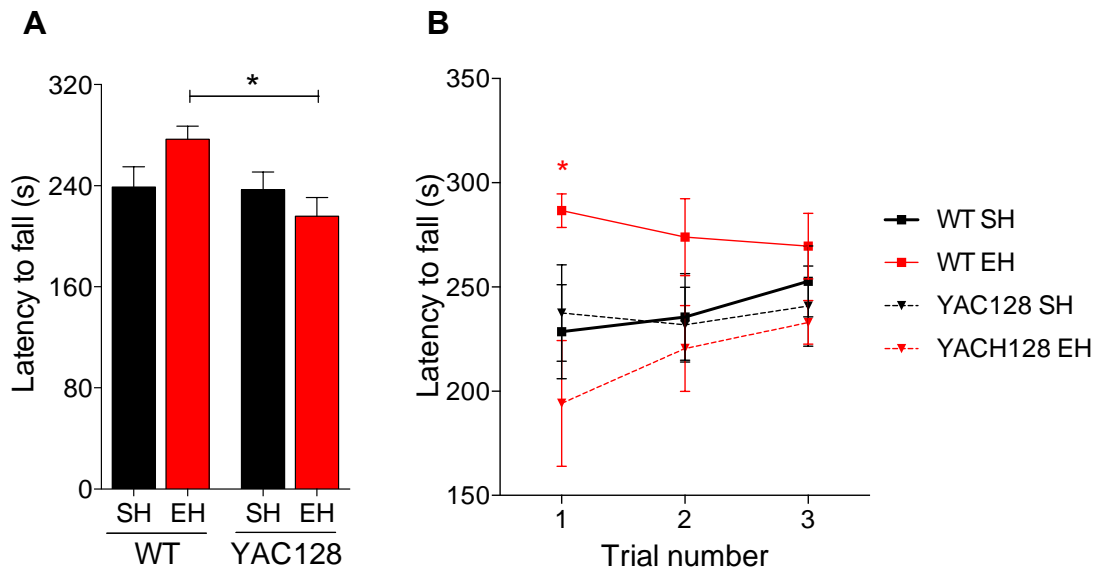 A
Latency to fall (s)
320
240
160
80
0
*
SH EH SH EH
WT YAC128
B
Latency to fall (s)
350
300
250
200
150
*
1 2 3
Trial number
WT SH
WT EH
YAC128 SH
YACH128 EH